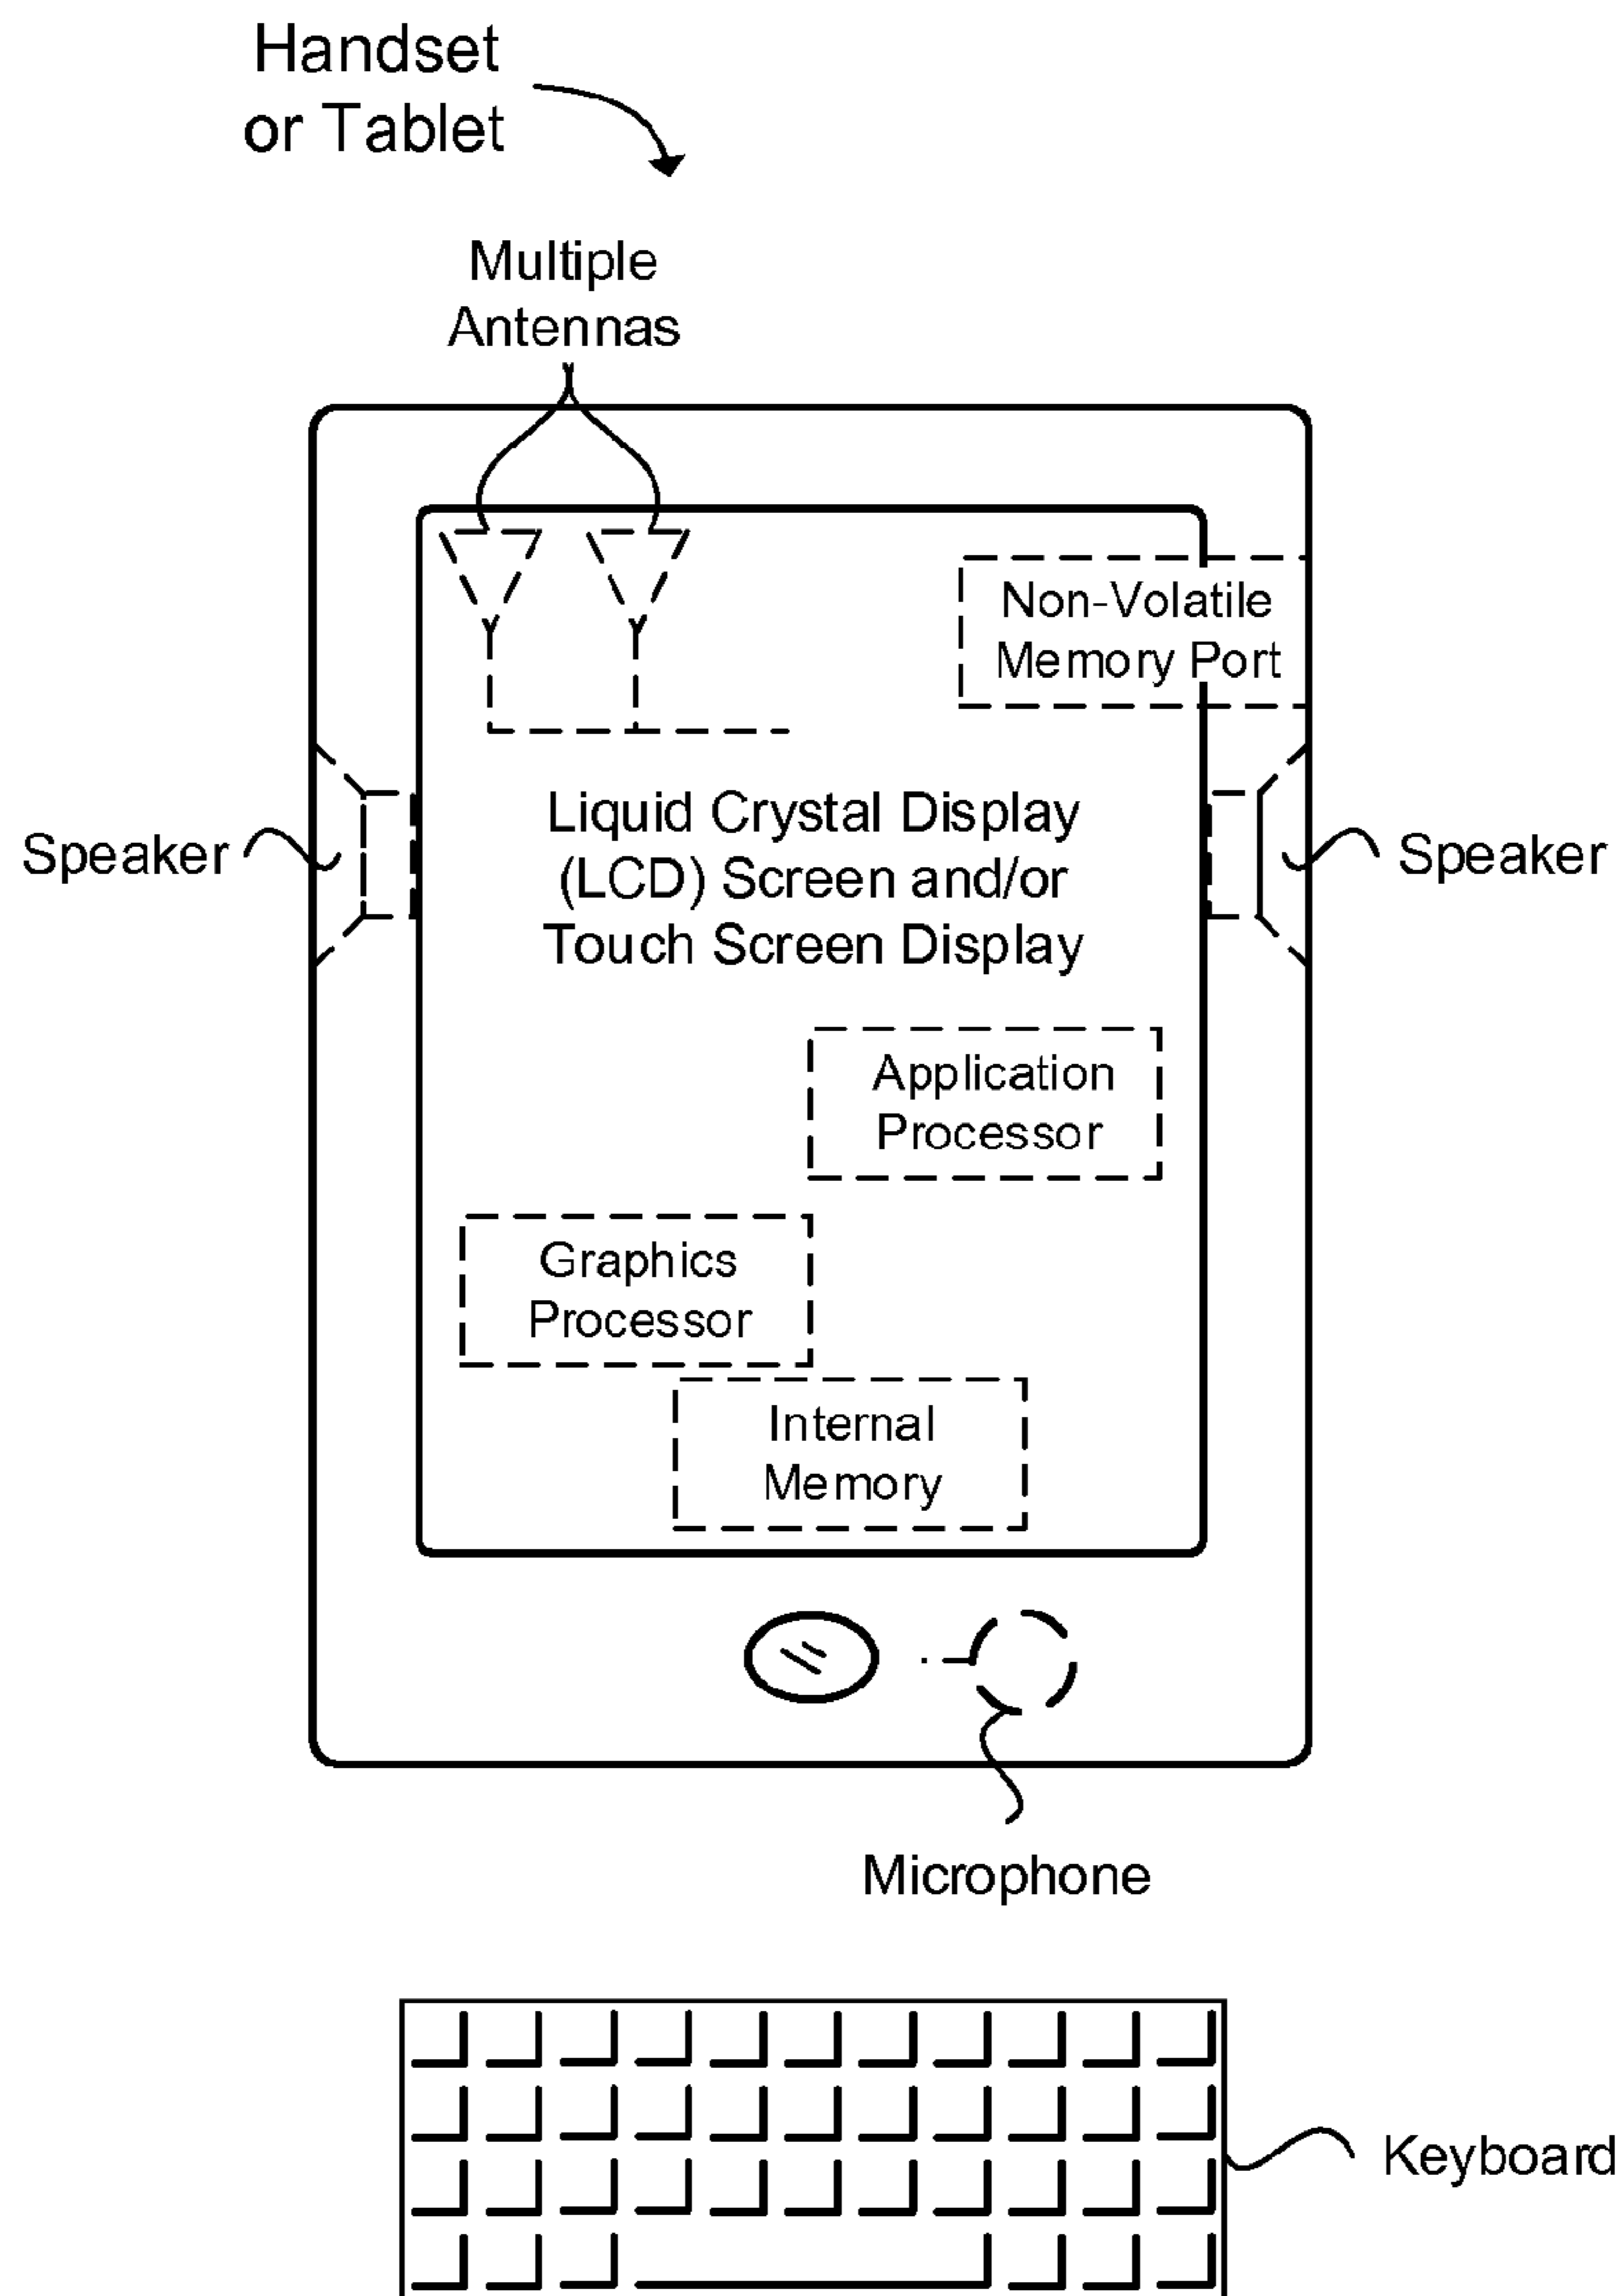 Handset
or Tablet
Multiple
Antennas
Non-Volatile
Memory Port
Speaker
Liquid Crystal Display
(LCD) Screen and/or
Touch Screen Display
Speaker
Application
Processor
Graphics
Processor
Internal
Memory
Microphone
Keyboard